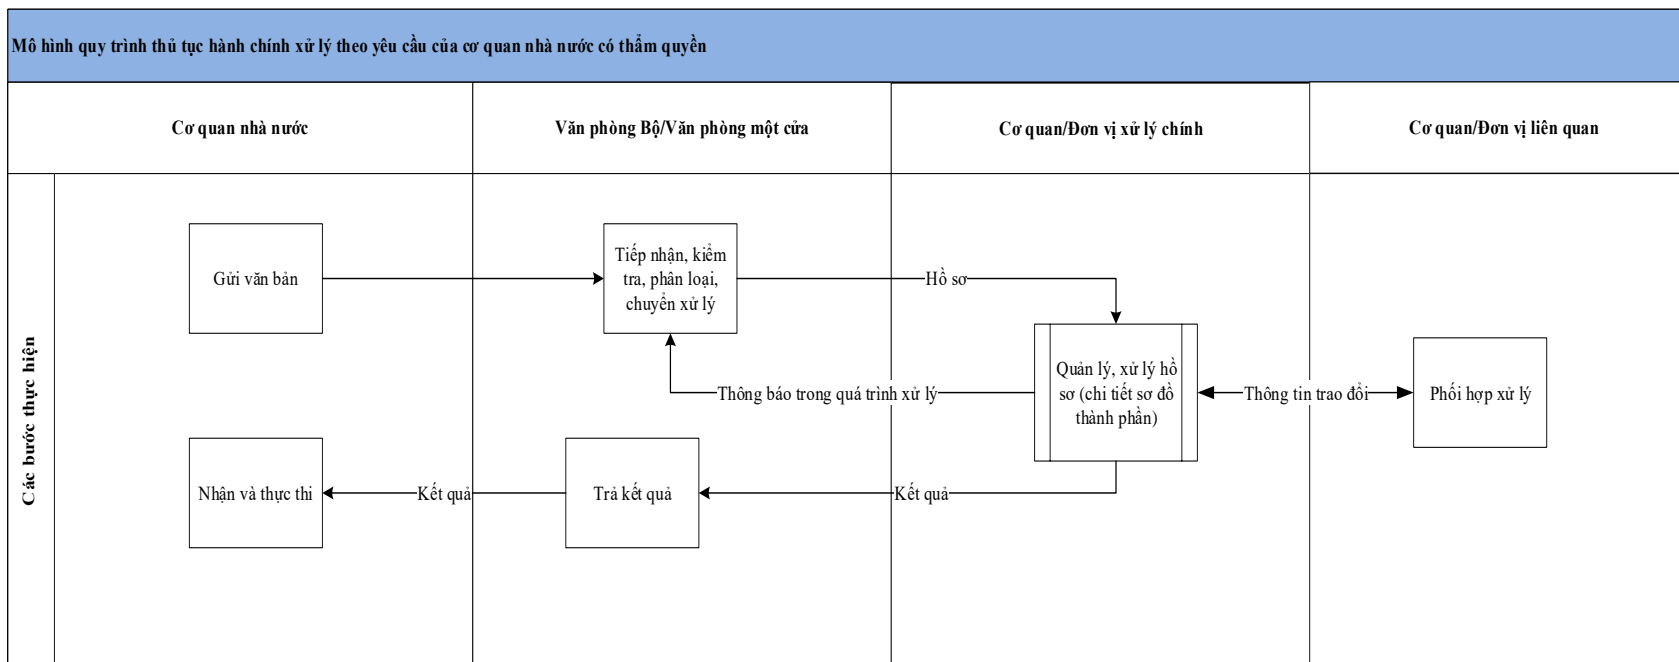 Mô hình quy trình thủ tục hành chính xử lý theo yêu cầu của cơ quan nhà nước có thẩm quyền
Cơ quan nhà nước
Văn phòng Bộ/Văn phòng một cửa
Cơ quan/Đơn vị xử lý chính
Cơ quan/Đơn vị liên quan
Các bước thực hiện
Gửi văn bản
Tiếp nhận, kiểm
tra, phân loại,
chuyển xử lý
Hồ sơ
Quản lý, xử lý hồ
sơ (chi tiết sơ đồ
thành phần)
Thông báo trong quá trình xử lý
Thông tin trao đổi
Phối hợp xử lý
Nhận và thực thi
Kết quả
Trả kết quả
Kết quả